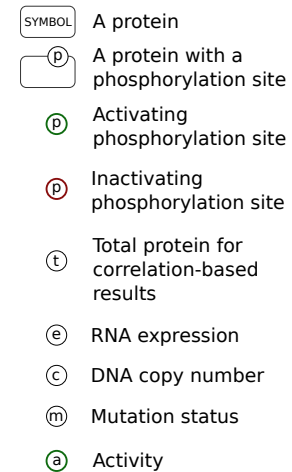 SYMBOL A protein
p A protein with a
phosphorylation site
p Activating
phosphorylation site
p Inactivating
phosphorylation site
t Total protein for
correlation-based
results
e RNA expression
c DNA copy number
m Mutation status
a Activity